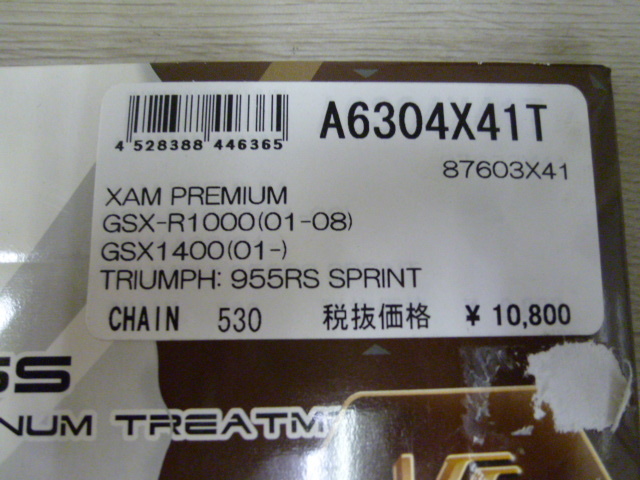 A6304X41T
4 528388 446365
87603X41
XAM PREMIUM
GSX-R1000(01-08)
GSX1400(01-)
TRIUMPH: 955RS SPRINT
CHAIN 530 税抜価格 ¥ 10,800
SS
NUM TREATM